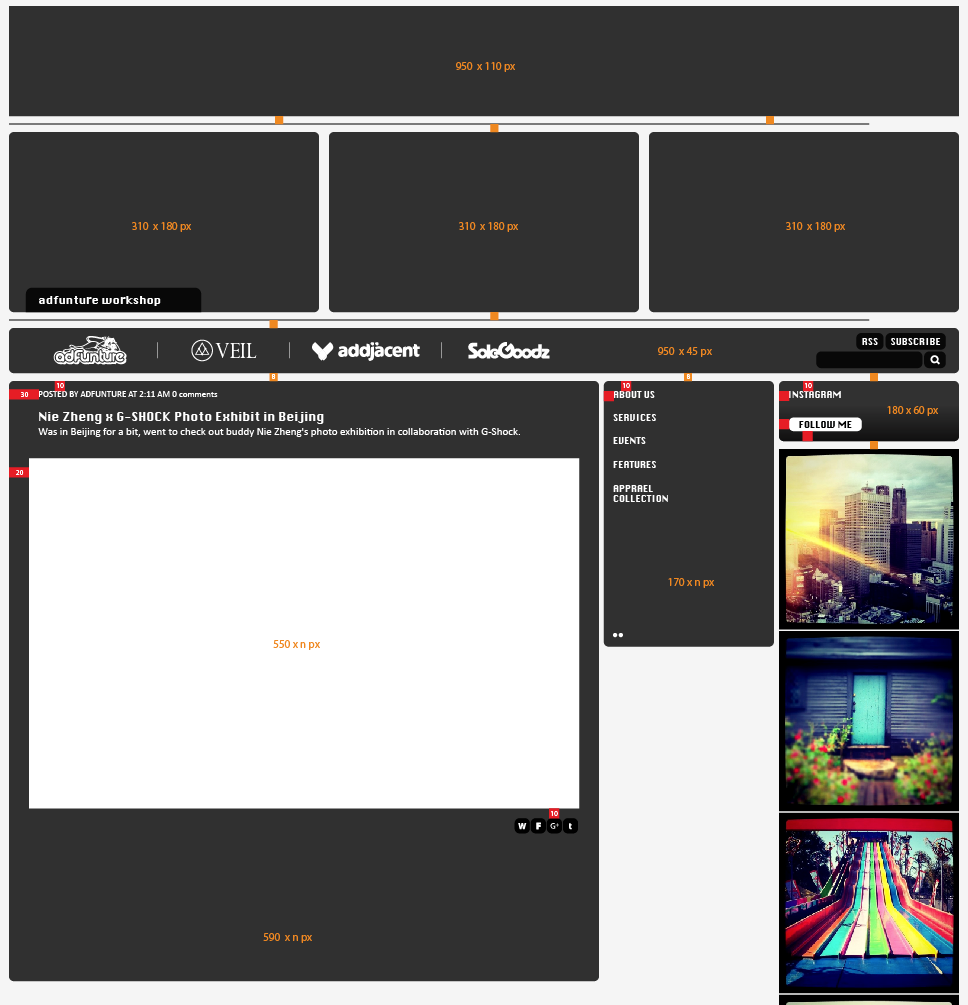 950 x 110 px
310 x 180 px
310 x 180 px
310 x 180 px
adfunture workshop
adfunture
VEIL
addjacent
SoleGoodz
950 x 45 px
RSS
SUBSCRIBE
8
8
10
30
POSTED BY ADFUNTURE AT 2:11 AM 0 comments
Nie Zheng x G-SHOCK Photo Exhibit in Beijing
Was in Beijing for a bit, went to check out buddy Nie Zheng's photo exhibition in collaboration with G-Shock.
20
550 x n px
10
W F G+ t
590 x n px
10
ABOUT US
SERVICES
EVENTS
FEATURES
APPRAEL
COLLECTION
170 x n px
10
INSTAGRAM
180 x 60 px
FOLLOW ME